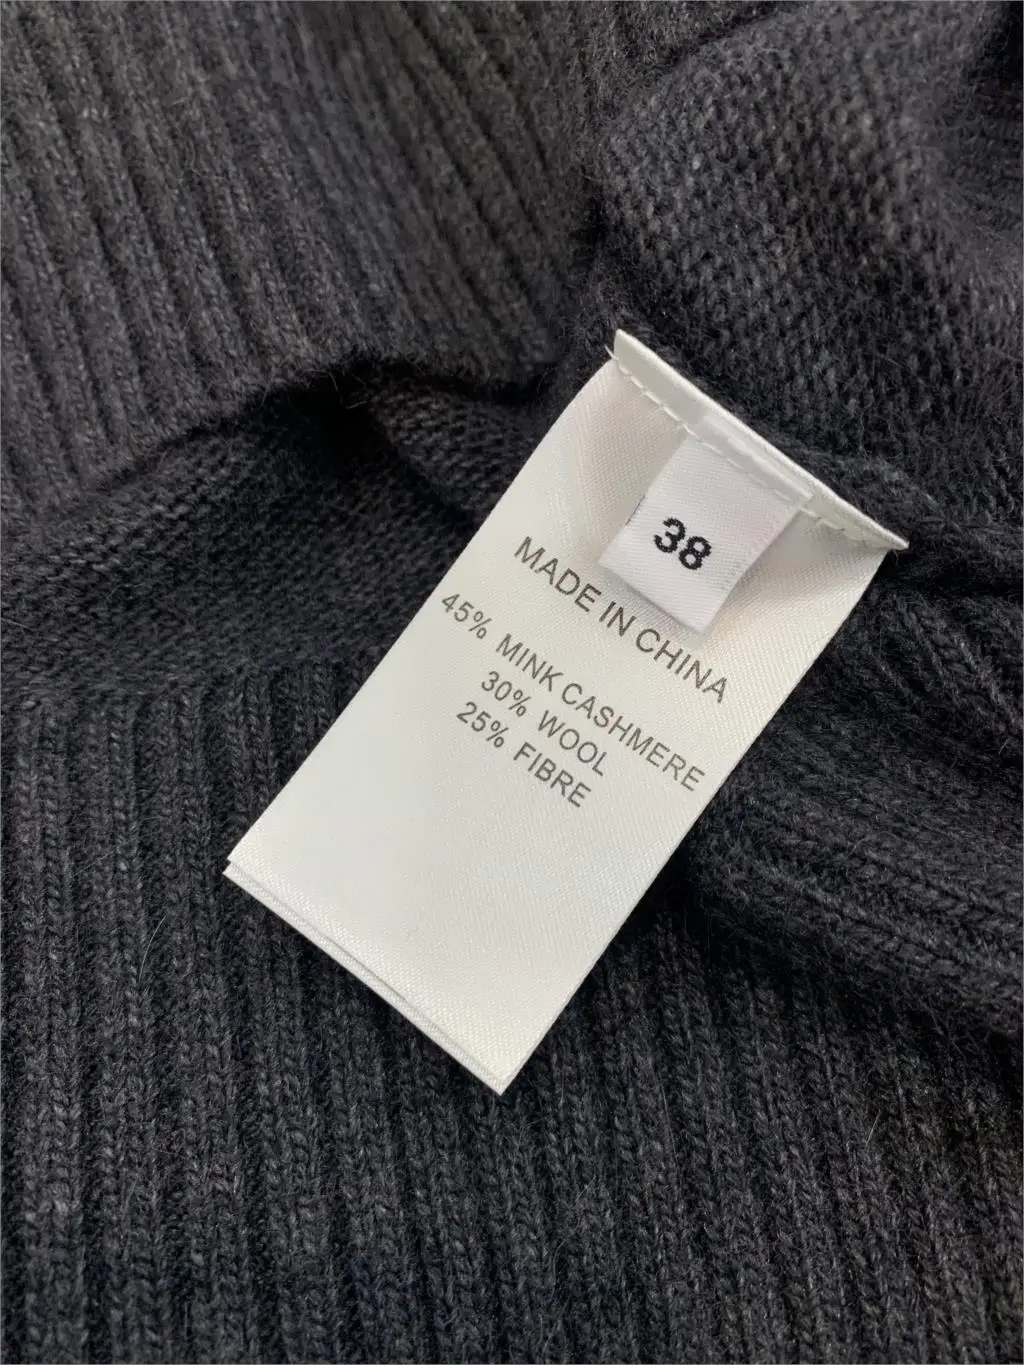 38
MADE IN CHINA
45% MINK CASHMERE
30% WOOL
25% FIBRE